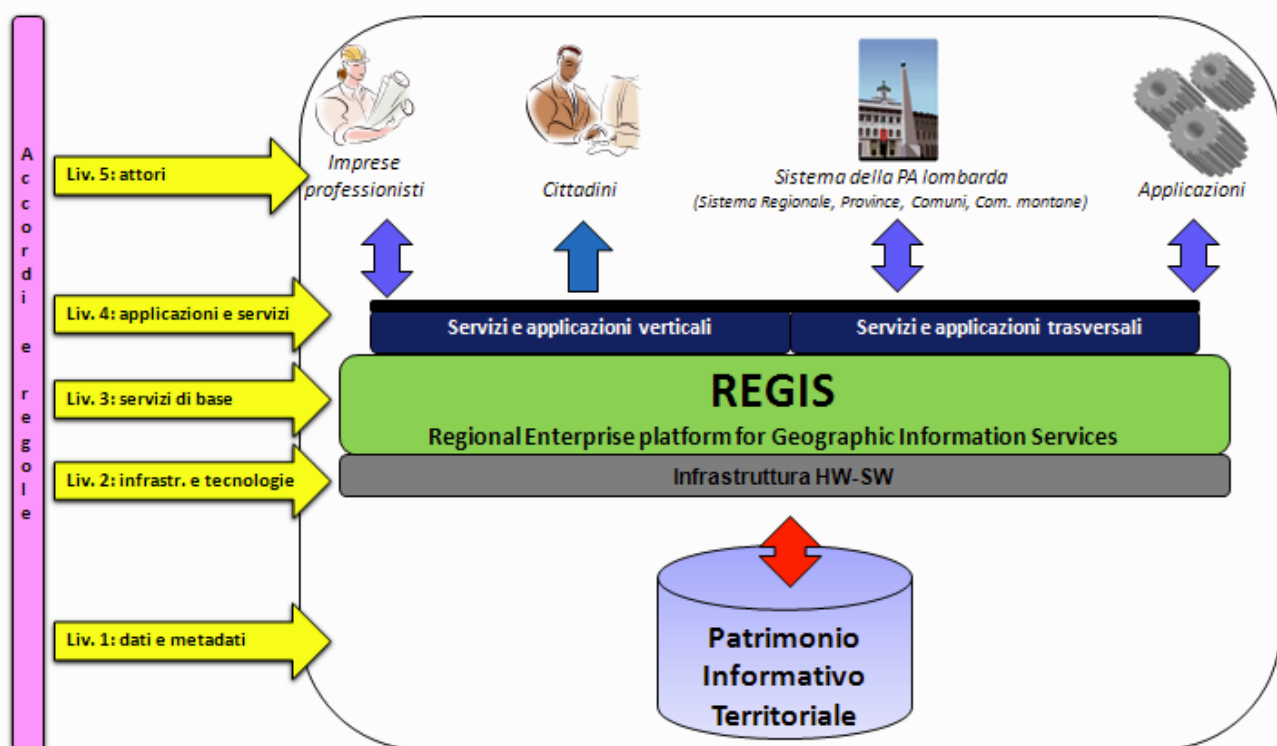 Accordi e regole
Liv. 5: attori
Imprese
professionisti
Cittadini
Sistema della PA lombarda
(Sistema Regionale, Province, Comuni, Com. montane)
Applicazioni
Liv. 4: applicazioni e servizi
Servizi e applicazioni verticali
Servizi e applicazioni trasversali
Liv. 3: servizi di base
REGIS
Regional Enterprise platform for Geographic Information Services
Liv. 2: infrastr. e tecnologie
Infrastruttura HW-SW
Liv. 1: dati e metadati
Patrimonio
Informativo
Territoriale